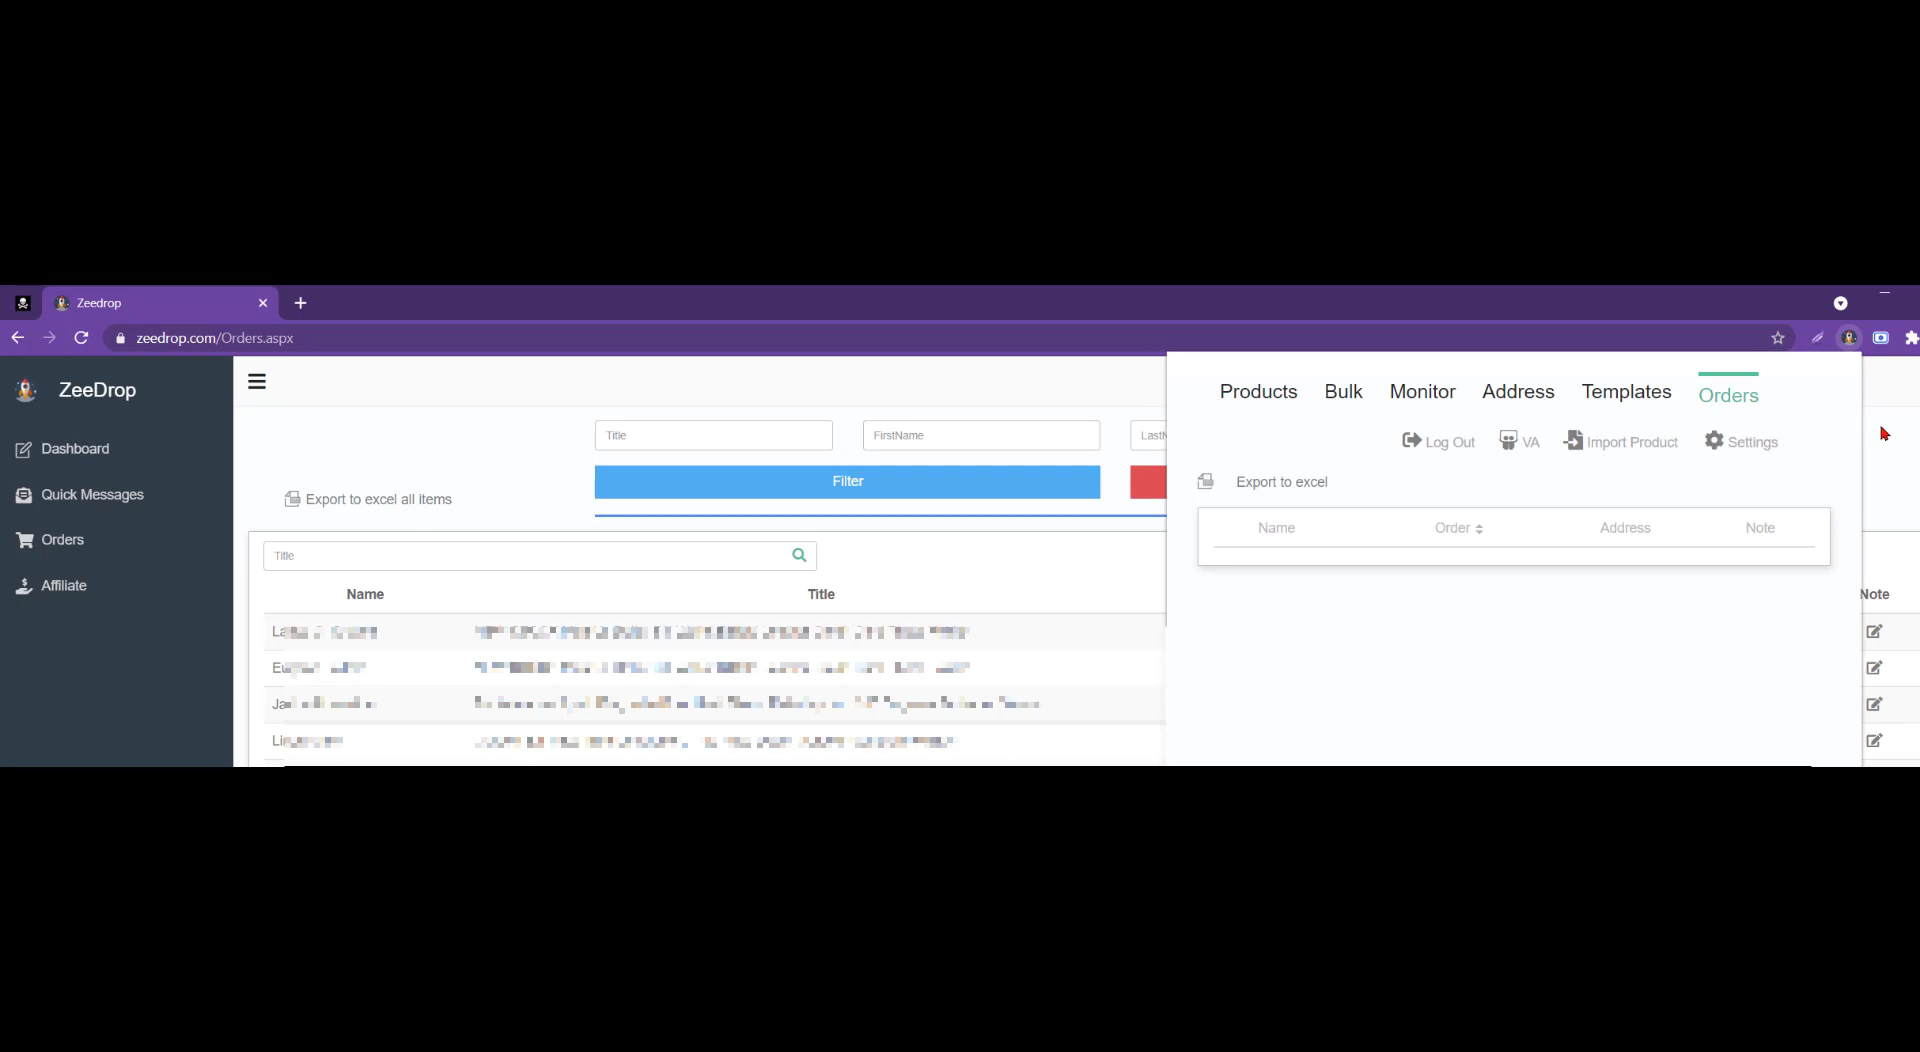 Zeedrop
zeedrop.com/Orders.aspx
ZeeDrop
Dashboard
Quick Messages
Orders
Affiliate
Title
FirstName
LastN
Filter
Export to excel all items
Title
Name
Title
Note
Products
Bulk
Monitor
Address
Templates
Orders
Log Out
VA
Import Product
Settings
Export to excel
Name
Order
Address
Note